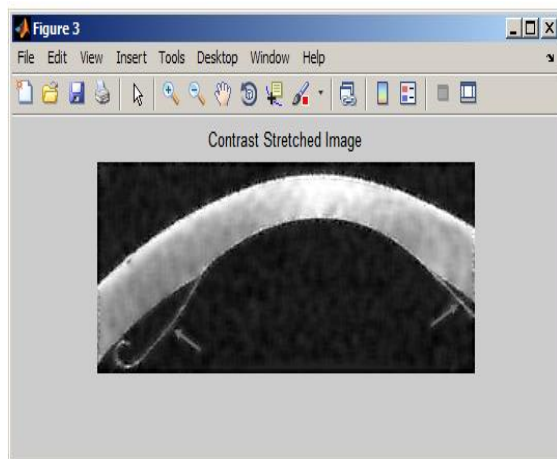 Figure 3
File Edit View Insert Tools Desktop Window Help
Contrast Stretched Image